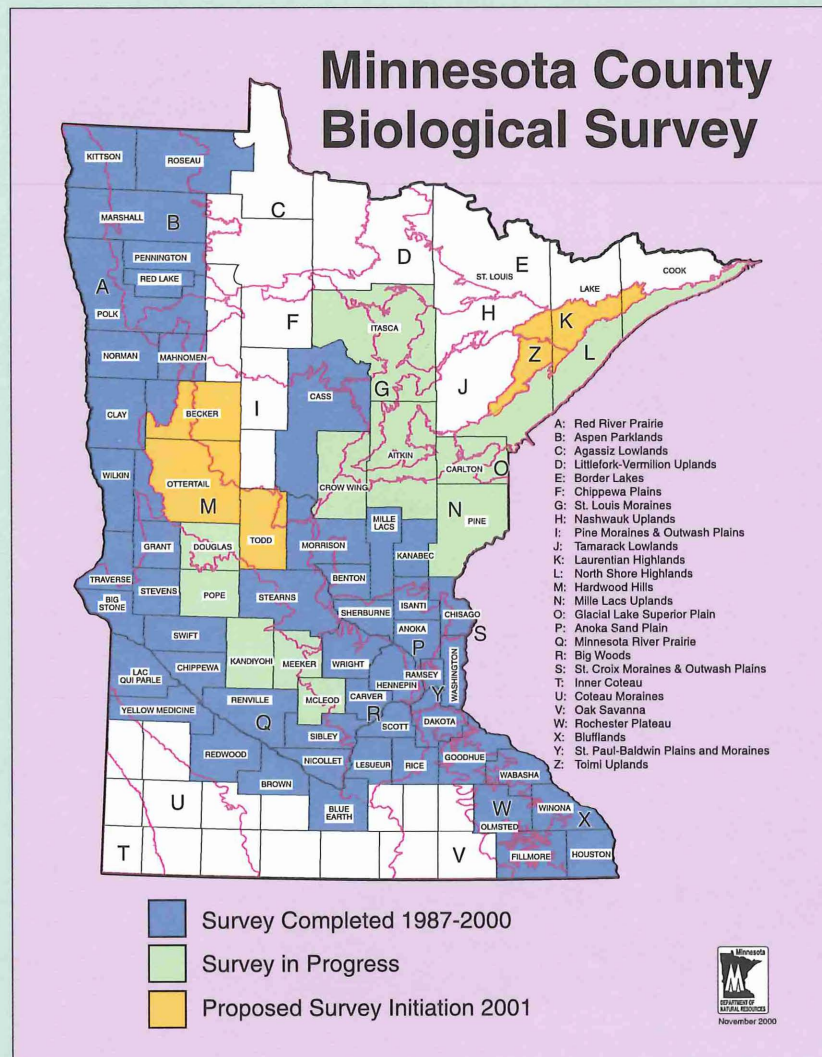 Minnesota County
Biological Survey
KITTSON
ROSEAU
MARSHALL
B
C
PENNINGTON
RED LAKE
A
POLK
D
E
ST. LOUIS
LAKE
COOK
H
F
ITASCA
K
Z
L
NORMAN
MAHNOMEN
G
J
CASS
CLAY
BECKER
I
AITKIN
CARLTON
O
WILKIN
OTTERTAIL
M
CROW WING
N
PINE
TODD
MILLE
LACS
GRANT
DOUGLAS
MORRISON
KANABEC
TRAVERSE
BIG
STONE
STEVENS
POPE
STEARNS
BENTON
SHERBURNE
ISANTI
CHISAGO
ANOKA
S
SWIFT
P
KANDIYOHI
MEEKER
WRIGHT
LAC
QUI PARLE
CHIPPEWA
RAMSEY
WASHINGTON
HENNEPIN
Y
MCLEOD
CARVER
YELLOW MEDICINE
RENVILLE
Q
R
SCOTT
DAKOTA
SIBLEY
REDWOOD
NICOLLET
LESUEUR
RICE
GOODHUE
WABASHA
BROWN
BLUE
EARTH
U
W
OLMSTED
WINONA
X
T
V
FILLMORE
HOUSTON
A: Red River Prairie
B: Aspen Parklands
C: Agassiz Lowlands
D: Littlefork-Vermilion Uplands
E: Border Lakes
F: Chippewa Plains
G: St. Louis Moraines
H: Nashwauk Uplands
I: Pine Moraines & Outwash Plains
J: Tamarack Lowlands
K: Laurentian Highlands
L: North Shore Highlands
M: Hardwood Hills
N: Mille Lacs Uplands
O: Glacial Lake Superior Plain
P: Anoka Sand Plain
Q: Minnesota River Prairie
R: Big Woods
S: St. Croix Moraines & Outwash Plains
T: Inner Coteau
U: Coteau Moraines
V: Oak Savanna
W: Rochester Plateau
X: Blufflands
Y: St. Paul-Baldwin Plains and Moraines
Z: Toimi Uplands
Survey Completed 1987-2000
Survey in Progress
Proposed Survey Initiation 2001
Minnesota
DEPARTMENT OF
NATURAL RESOURCES
November 2000